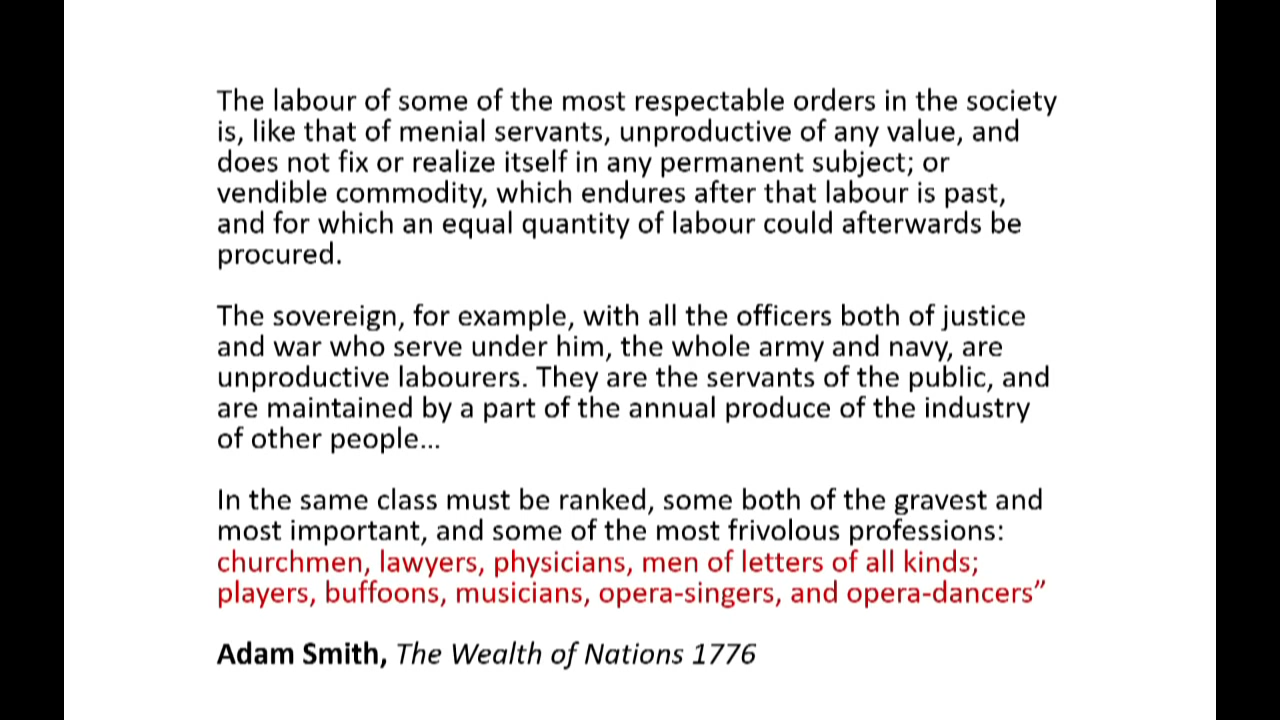 The labour of some of the most respectable orders in the society
is, like that of menial servants, unproductive of any value, and
does not fix or realize itself in any permanent subject; or
vendible commodity, which endures after that labour is past,
and for which an equal quantity of labour could afterwards be
procured.
The sovereign, for example, with all the officers both of justice
and war who serve under him, the whole army and navy, are
unproductive labourers. They are the servants of the public, and
are maintained by a part of the annual produce of the industry
of other people...
In the same class must be ranked, some both of the gravest and
most important, and some of the most frivolous professions:
churchmen, lawyers, physicians, men of letters of all kinds;
players, buffoons, musicians, opera-singers, and opera-dancers”
Adam Smith, The Wealth of Nations 1776